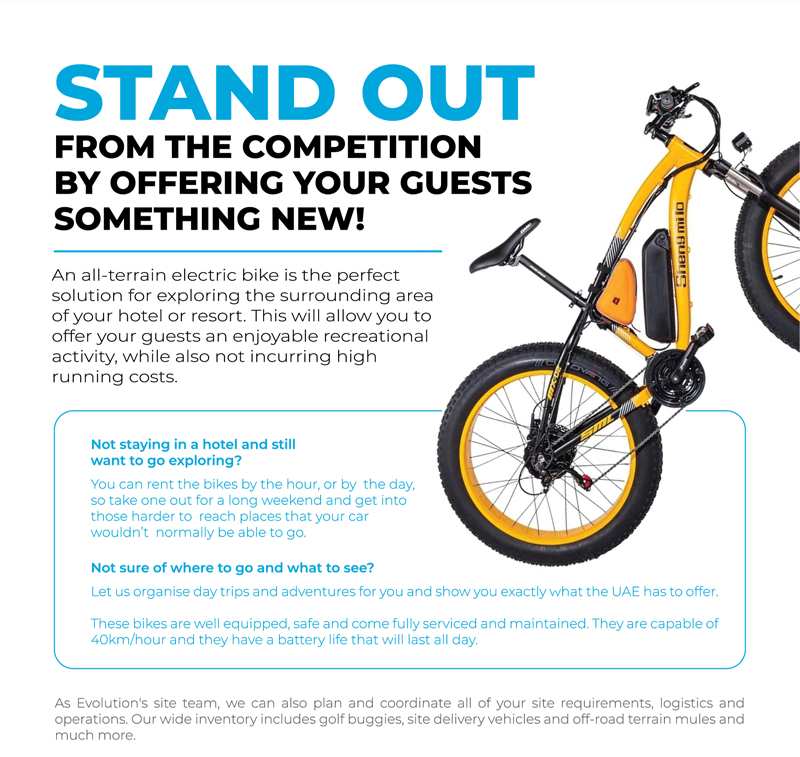 STAND OUT
FROM THE COMPETITION
BY OFFERING YOUR GUESTS
SOMETHING NEW!
An all-terrain electric bike is the perfect
solution for exploring the surrounding area
of your hotel or resort. This will allow you to
offer your guests an enjoyable recreational
activity, while also not incurring high
running costs.
Shengmilo
SML
Not staying in a hotel and still
want to go exploring?
You can rent the bikes by the hour, or by the day,
so take one out for a long weekend and get into
those harder to reach places that your car
wouldn't normally be able to go.
Not sure of where to go and what to see?
Let us organise day trips and adventures for you and show you exactly what the UAE has to offer.
These bikes are well equipped, safe and come fully serviced and maintained. They are capable of
40km/hour and they have a battery life that will last all day.
As Evolution's site team, we can also plan and coordinate all of your site requirements, logistics and
operations. Our wide inventory includes golf buggies, site delivery vehicles and off-road terrain mules and
much more.